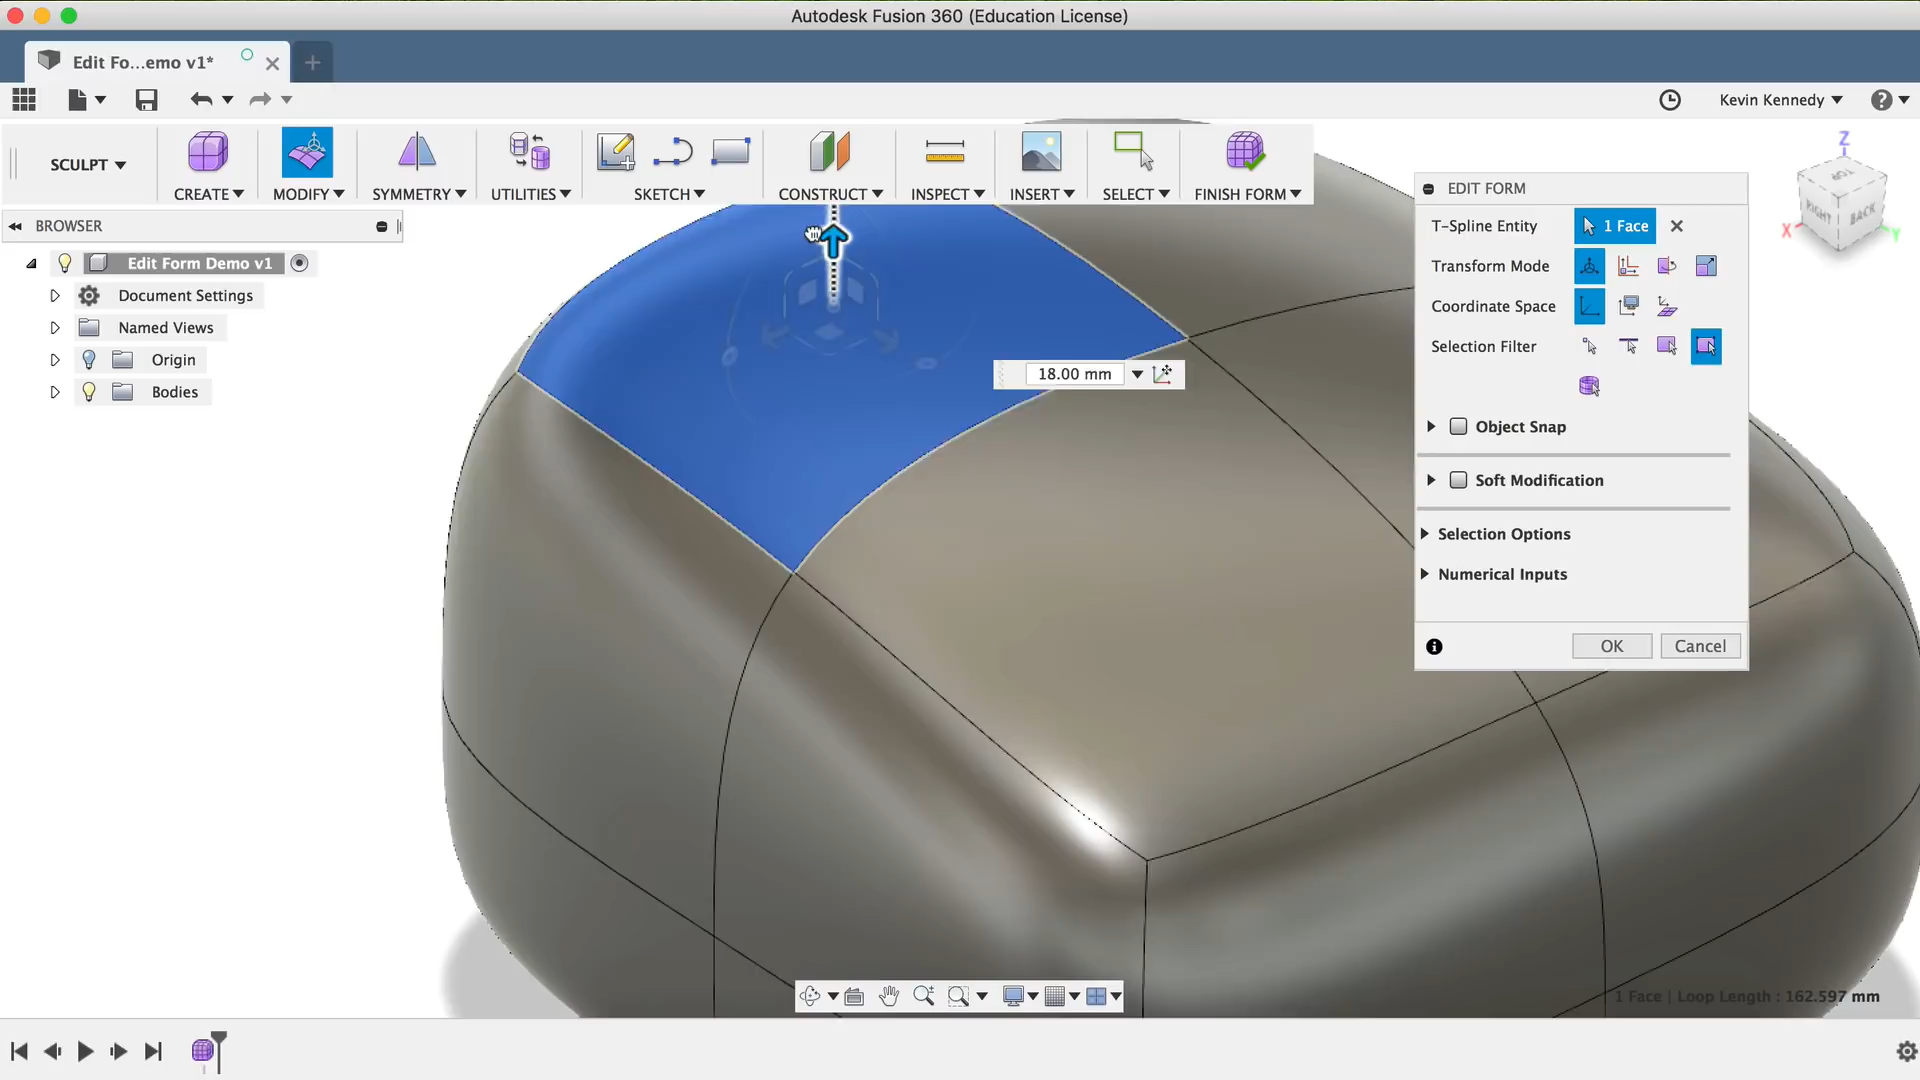 Autodesk Fusion 360 (Education License)
Edit Fo...emo v1*
Kevin Kennedy
SCULPT
CREATE
MODIFY
SYMMETRY
UTILITIES
SKETCH
CONSTRUCT
INSPECT
INSERT
SELECT
FINISH FORM
BROWSER
Edit Form Demo v1
Document Settings
Named Views
Origin
Bodies
18.00 mm
EDIT FORM
T-Spline Entity
1 Face
Transform Mode
Coordinate Space
Selection Filter
Object Snap
Soft Modification
Selection Options
Numerical Inputs
OK
Cancel
Z
TOP
RIGHT
BACK
X
Y
1 Face | Loop Length : 162.597 mm